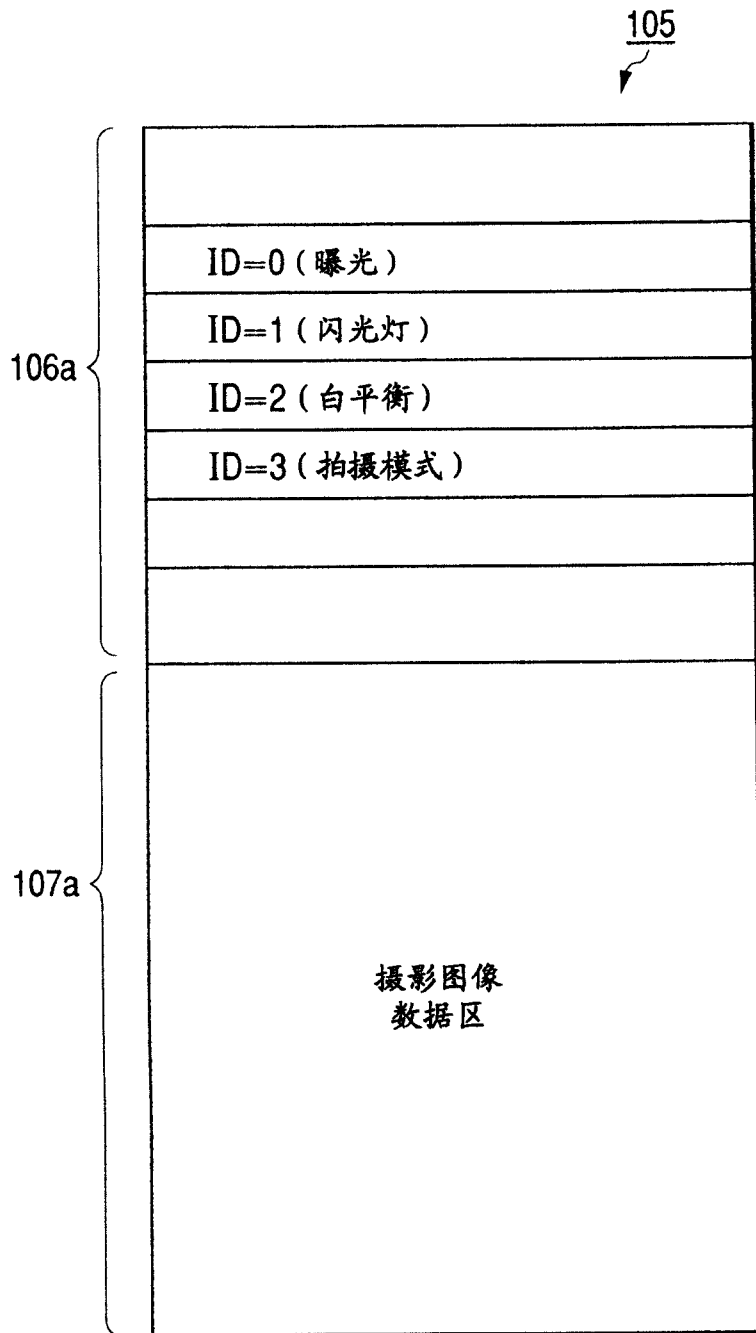 105
ID=0(曝光)
ID=1(闪光灯)
106a
ID=2(白平衡)
ID=3(拍摄模式)
107a
摄影图像
数据区